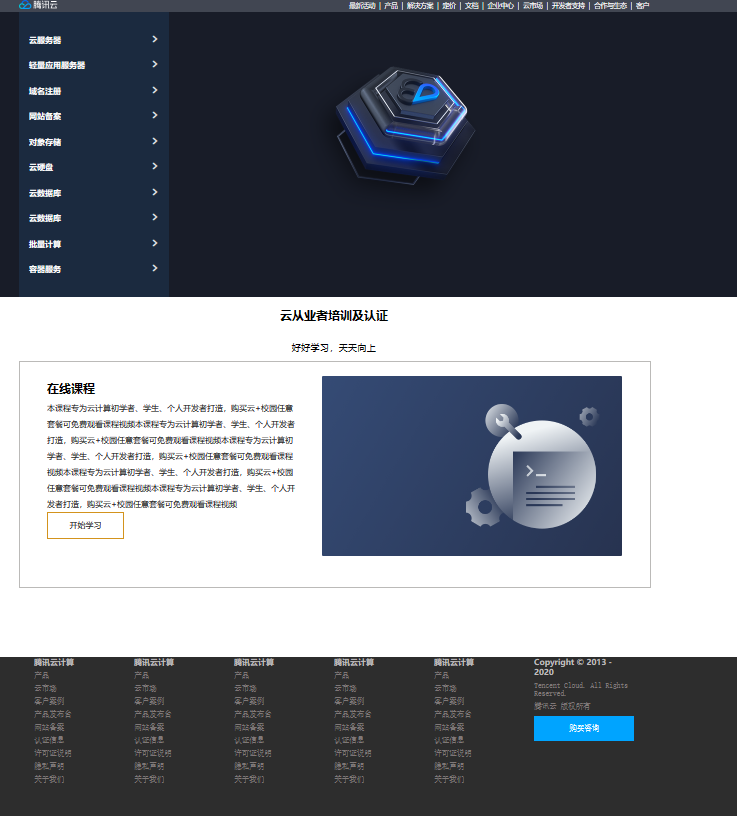 腾讯云
最新活动 | 产品 | 解决方案 | 定价 | 文档 | 企业中心 | 云市场 | 开发者支持 | 合作与生态 | 客户
云服务器
轻量应用服务器
域名注册
网站备案
对象存储
云硬盘
云数据库
云数据库
批量计算
容器服务
云从业者培训及认证
好好学习，天天向上
在线课程
本课程专为云计算初学者、学生、个人开发者打造，购买云+校园任意
套餐可免费观看课程视频本课程专为云计算初学者、学生、个人开发者
打造，购买云+校园任意套餐可免费观看课程视频本课程专为云计算初
学者、学生、个人开发者打造，购买云+校园任意套餐可免费观看课程
视频本课程专为云计算初学者、学生、个人开发者打造，购买云+校园
任意套餐可免费观看课程视频本课程专为云计算初学者、学生、个人开
发者打造，购买云+校园任意套餐可免费观看课程视频
开始学习
腾讯云计算
产品
云市场
客户案例
产品发布会
网站备案
认证信息
许可证说明
隐私声明
关于我们
腾讯云计算
产品
云市场
客户案例
产品发布会
网站备案
认证信息
许可证说明
隐私声明
关于我们
腾讯云计算
产品
云市场
客户案例
产品发布会
网站备案
认证信息
许可证说明
隐私声明
关于我们
腾讯云计算
产品
云市场
客户案例
产品发布会
网站备案
认证信息
许可证说明
隐私声明
关于我们
腾讯云计算
产品
云市场
客户案例
产品发布会
网站备案
认证信息
许可证说明
隐私声明
关于我们
Copyright © 2013 -
2020
Tencent Cloud. All Rights
Reserved.
腾讯云 版权所有
购买咨询